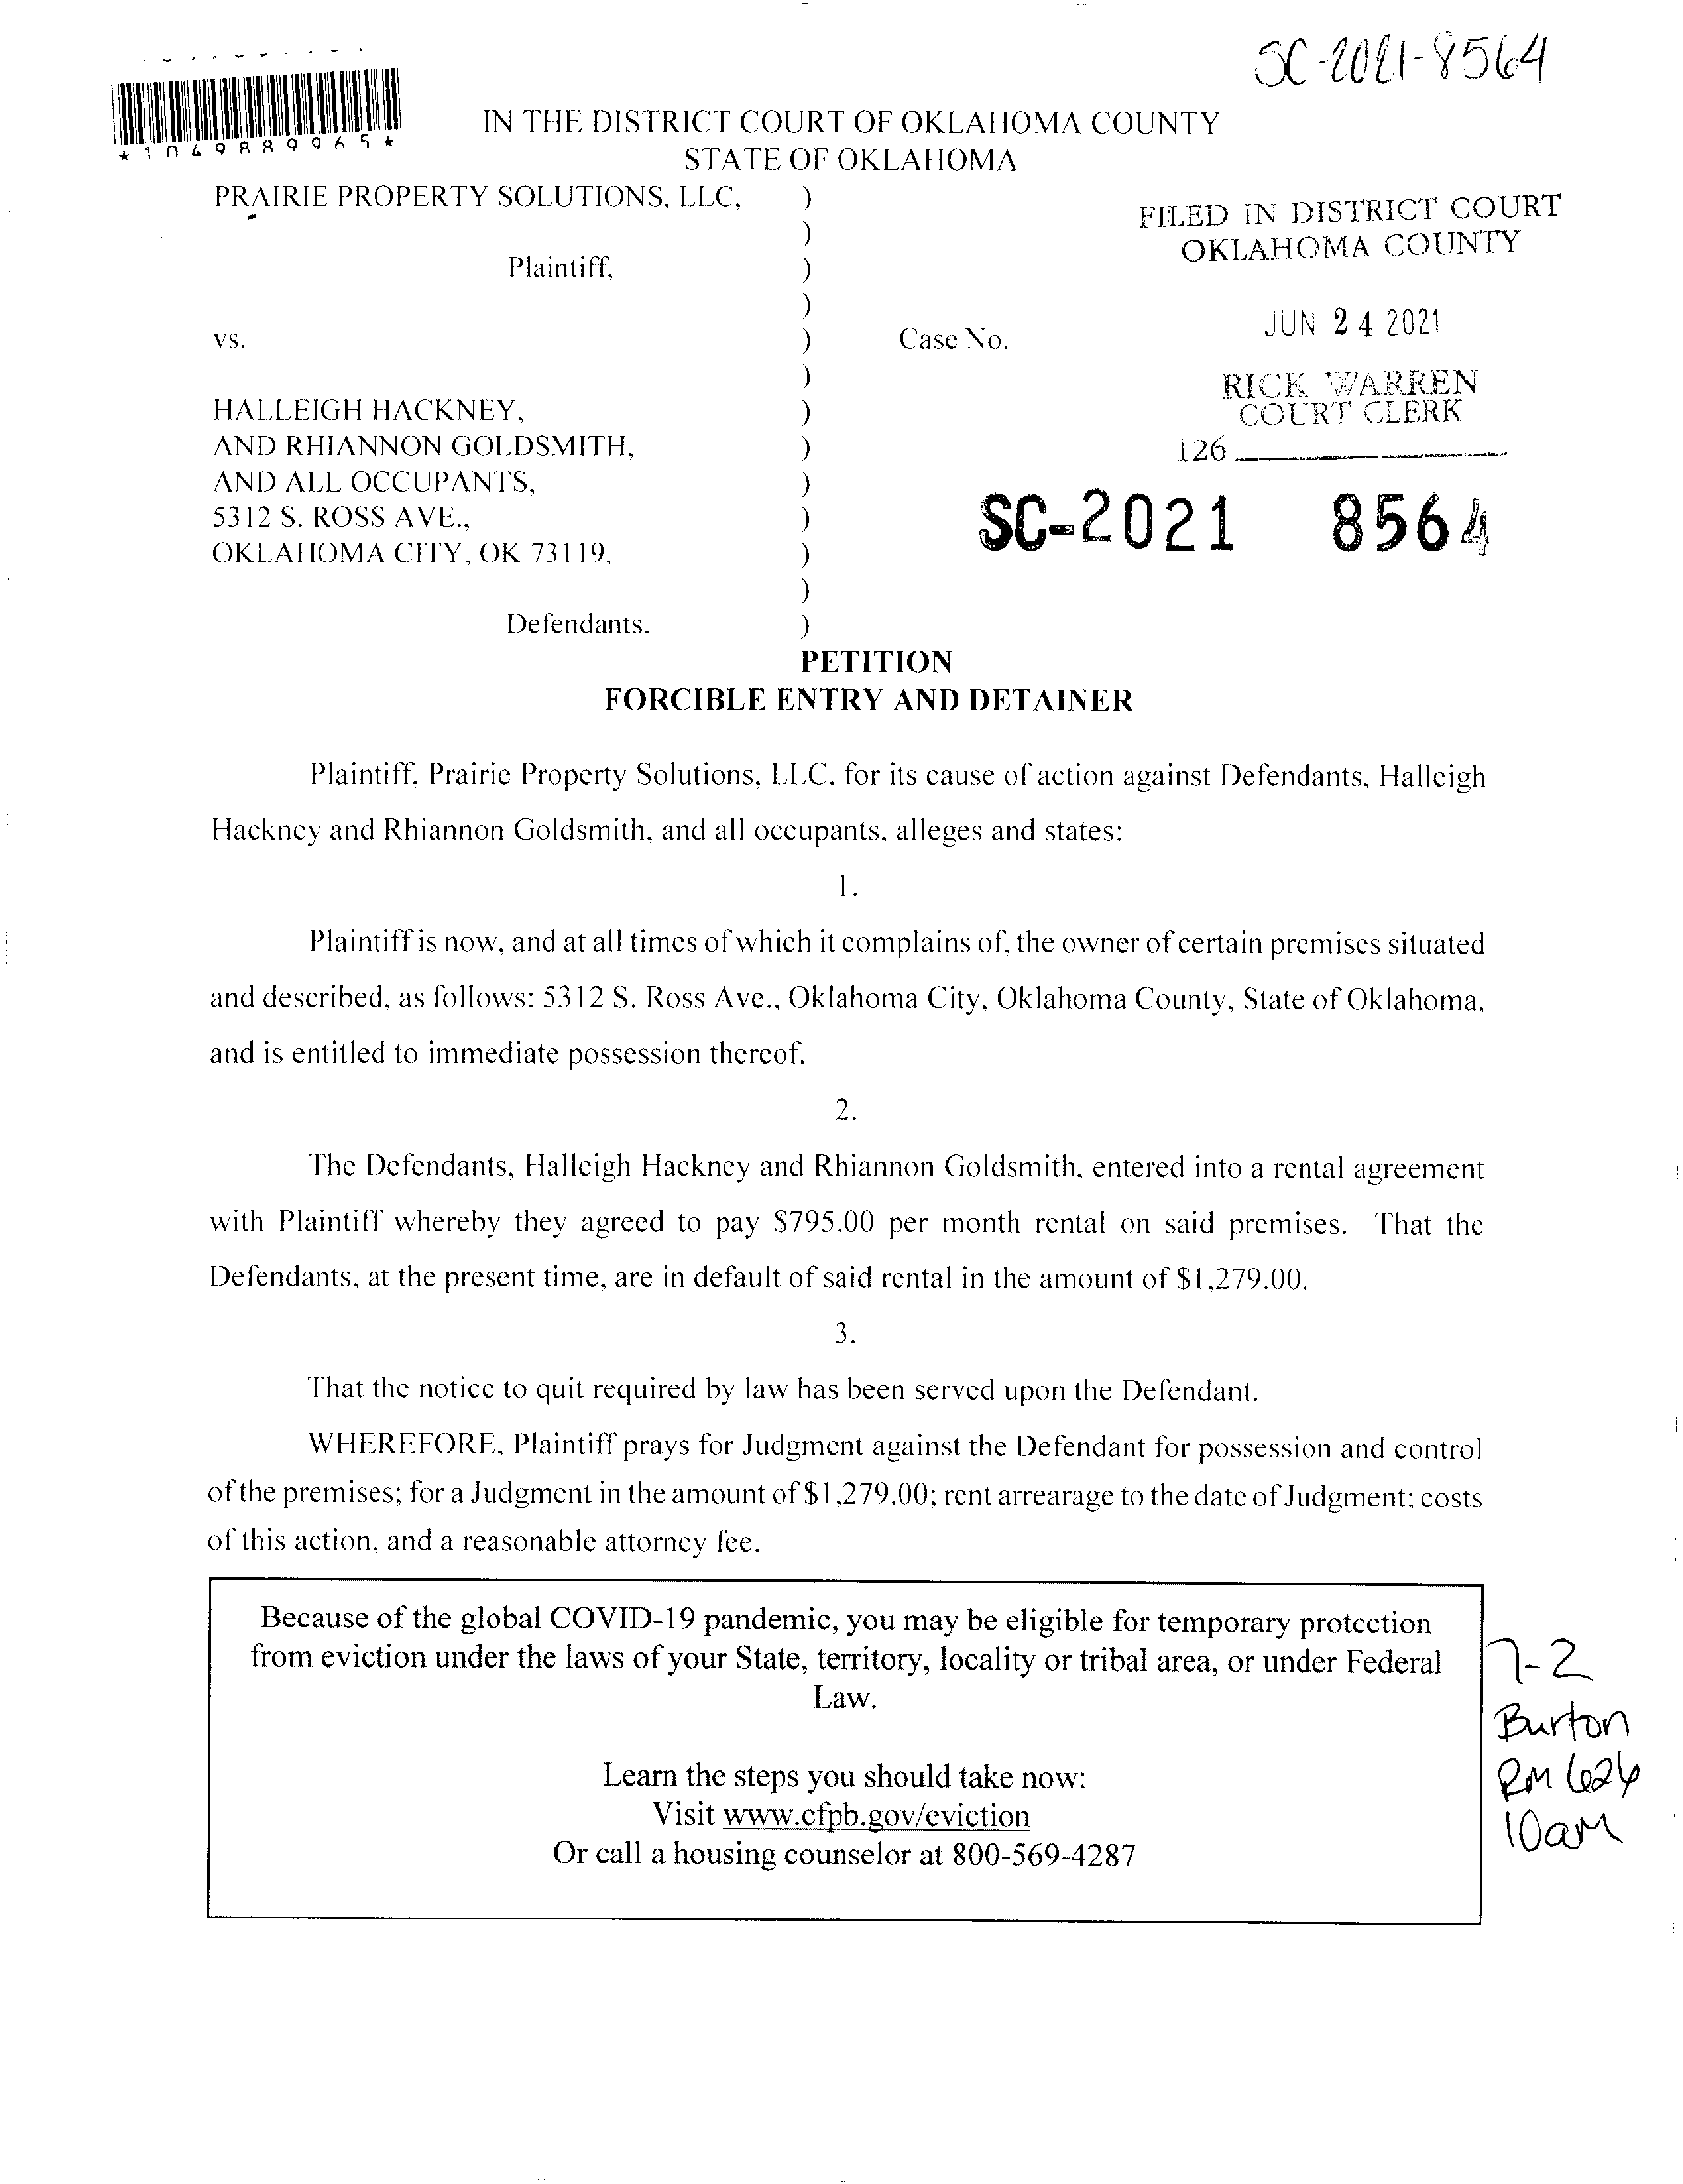 SC-2021-8564
*1049889965*
IN THE DISTRICT COURT OF OKLAHOMA COUNTY
STATE OF OKLAHOMA
PRAIRIE PROPERTY SOLUTIONS, LLC, )
)
Plaintiff, )
)
vs. ) Case No.
)
HALLEIGH HACKNEY, )
AND RHIANNON GOLDSMITH, )
AND ALL OCCUPANTS, )
5312 S. ROSS AVE., )
OKLAHOMA CITY, OK 73119, )
)
Defendants. )
FILED IN DISTRICT COURT
OKLAHOMA COUNTY
JUN 24 2021
RICK WARREN
COURT CLERK
126
SC-2021 8564
PETITION
FORCIBLE ENTRY AND DETAINER
Plaintiff, Prairie Property Solutions, LLC. for its cause of action against Defendants, Halleigh
Hackney and Rhiannon Goldsmith, and all occupants, alleges and states:
1.
Plaintiff is now, and at all times of which it complains of, the owner of certain premises situated
and described, as follows: 5312 S. Ross Ave., Oklahoma City, Oklahoma County, State of Oklahoma,
and is entitled to immediate possession thereof.
2.
The Defendants, Halleigh Hackney and Rhiannon Goldsmith, entered into a rental agreement
with Plaintiff whereby they agreed to pay $795.00 per month rental on said premises. That the
Defendants, at the present time, are in default of said rental in the amount of $1,279.00.
3.
That the notice to quit required by law has been served upon the Defendant.
WHEREFORE, Plaintiff prays for Judgment against the Defendant for possession and control
of the premises; for a Judgment in the amount of $1,279.00; rent arrearage to the date of Judgment; costs
of this action, and a reasonable attorney fee.
Because of the global COVID-19 pandemic, you may be eligible for temporary protection
from eviction under the laws of your State, territory, locality or tribal area, or under Federal
Law.
Learn the steps you should take now:
Visit www.cfpb.gov/eviction
Or call a housing counselor at 800-569-4287
7-2
Burton
RM 626
10am